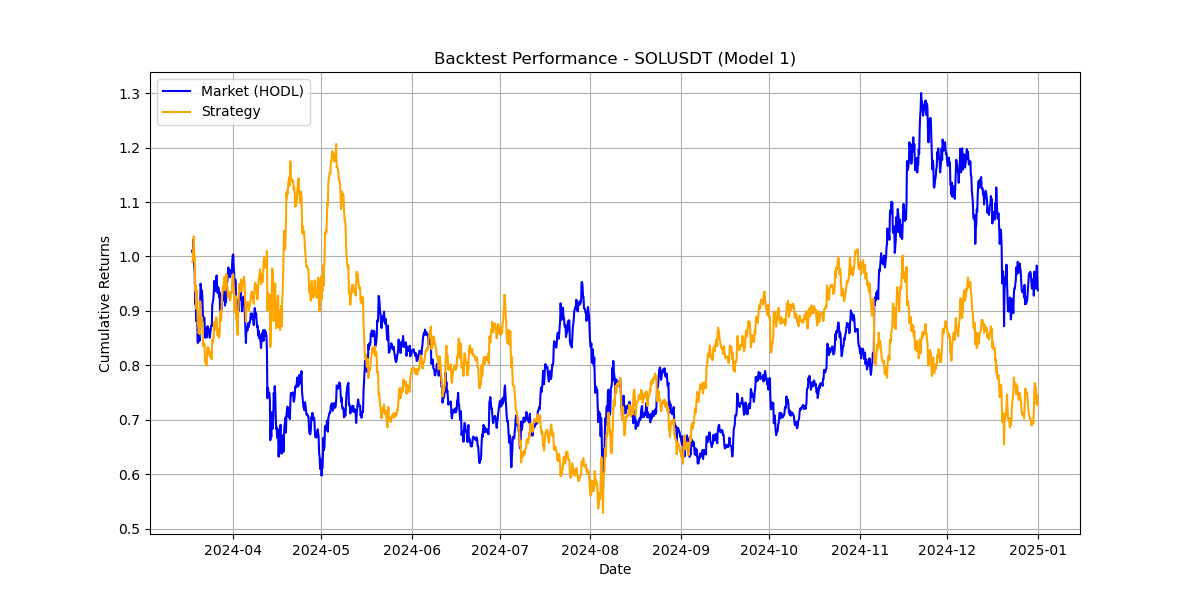 Backtest Performance - SOLUSDT (Model 1)
Market (HODL)
Strategy
Cumulative Returns
1.3
1.2
1.1
1.0
0.9
0.8
0.7
0.6
0.5
2024-04 2024-05 2024-06 2024-07 2024-08 2024-09 2024-10 2024-11 2024-12 2025-01
Date